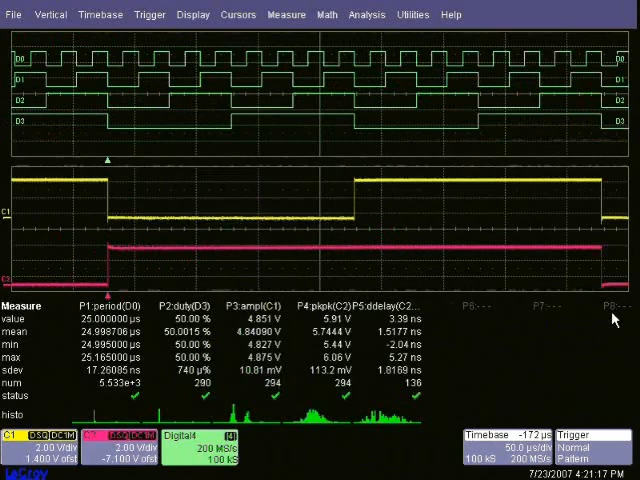 File Vertical Timebase Trigger Display Cursors Measure Math Analysis Utilities Help
D0 D0
D1 D1
D2 D2
D3 D3
C1
C2
Measure P1:period(D0) P2:duty(D3) P3:ampl(C1) P4:pkpk(C2) P5:ddelay(C2... P6:--- P7:--- P8:---
value 25.000000 µs 50.00 % 4.851 V 5.91 V 3.39 ns
mean 24.998706 µs 50.0015 % 4.84090 V 5.7444 V 1.5177 ns
min 24.995 µs 50.00 % 4.827 V 5.44 V -2.04 ns
max 25.165000 µs 50.00 % 4.875 V 6.06 V 5.27 ns
sdev 17.26085 ns 740 µ% 10.81 mV 113.2 mV 1.8169 ns
num 5.533e+3 290 294 294 136
status
histo
C1 DSQ DC1M C2 DSQ DC1M Digital4 (4) Timebase -172 µs Trigger
2.00 V/div 2.00 V/div 200 MS/s 50.0 µs/div Normal
1.400 V ofst -7.100 V ofst 100 kS 100 kS 200 MS/s Pattern
LeCroy 7/23/2007 4:21:17 PM